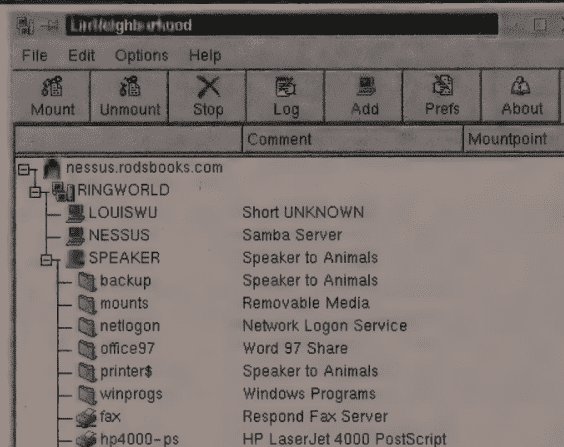 LinNeighborhood
File Edit Options Help
Mount Unmount Stop Log Add Prefs About
Comment Mountpoint
nessus.rodsbooks.com
RINGWORLD
LOUISWU Short UNKNOWN
NESSUS Samba Server
SPEAKER Speaker to Animals
backup Speaker to Animals
mounts Removable Media
netlogon Network Logon Service
office97 Word 97 Share
printer$ Speaker to Animals
winprogs Windows Programs
fax Respond Fax Server
hp4000-ps HP LaserJet 4000 PostScript